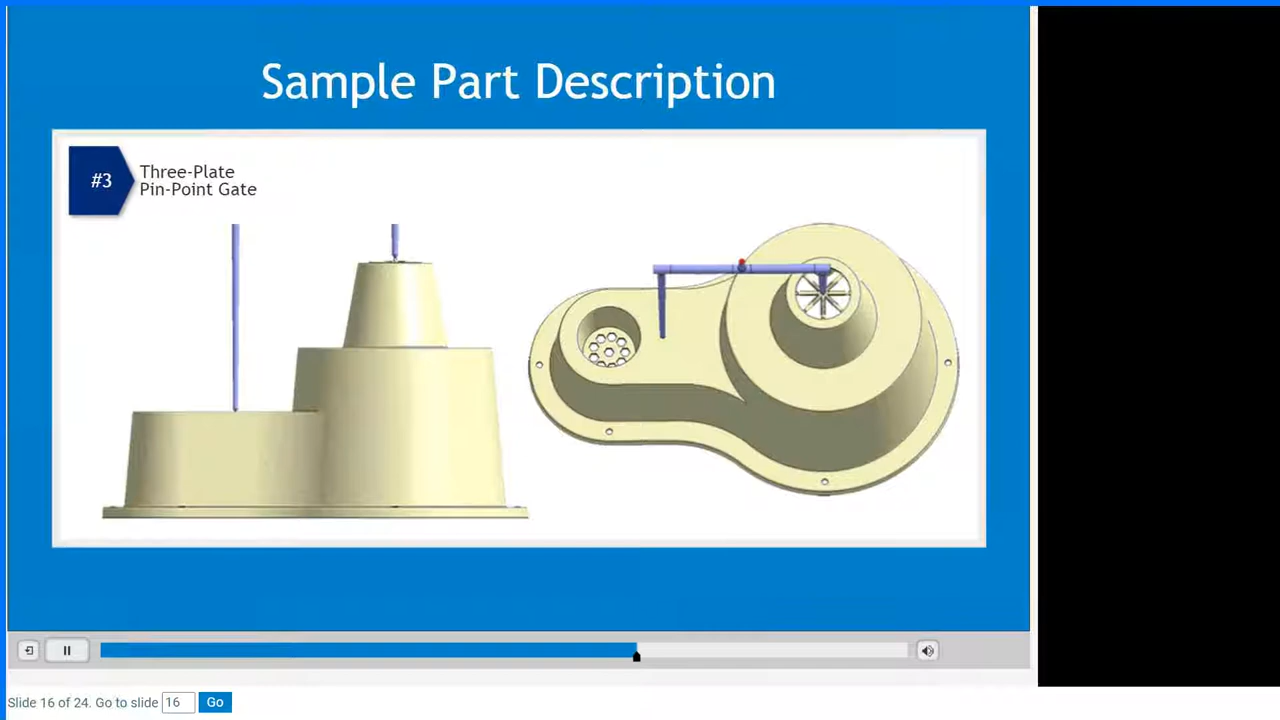 Sample Part Description
#3
Three-Plate
Pin-Point Gate
Slide 16 of 24. Go to slide 16 Go